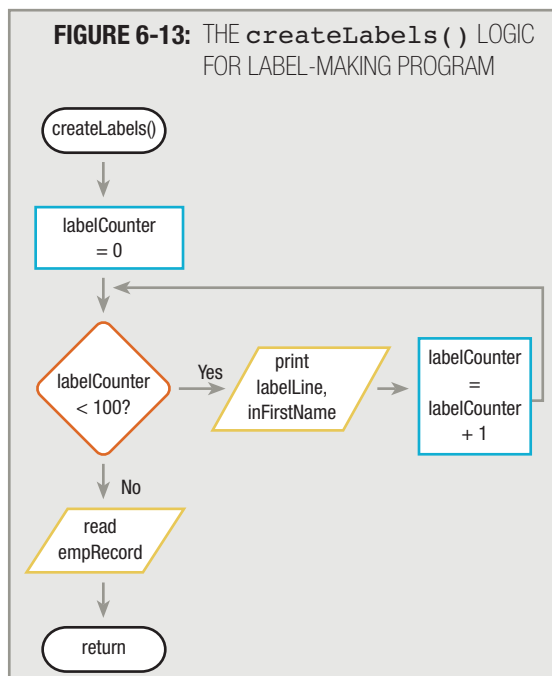 FIGURE 6-13: THE createLabels() LOGIC
FOR LABEL-MAKING PROGRAM
createLabels()
labelCounter
= 0
labelCounter
< 100?
Yes
print
labelLine,
inFirstName
labelCounter
=
labelCounter
+ 1
No
read
empRecord
return